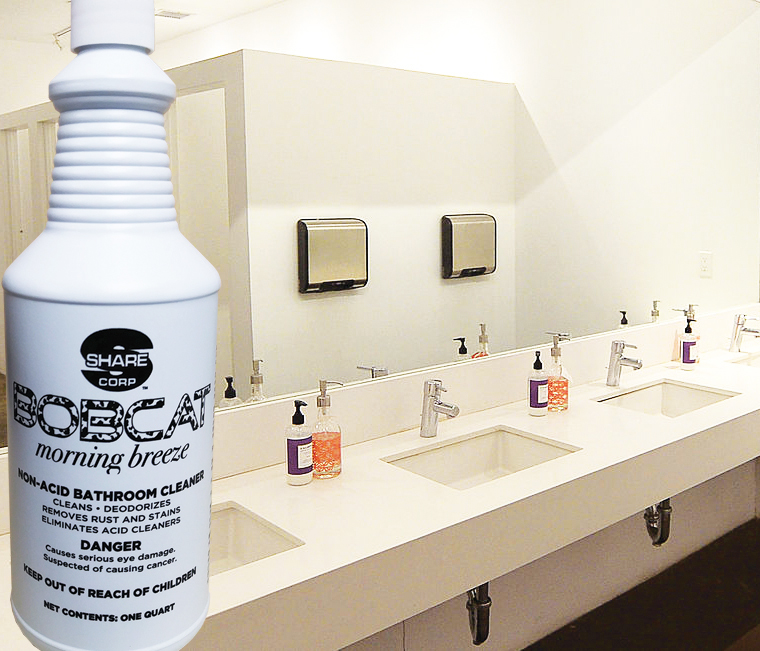 SHARE
CORP™
BOBCAT
morning breeze
NON-ACID BATHROOM CLEANER
CLEANS • DEODORIZES
REMOVES RUST AND STAINS
ELIMINATES ACID CLEANERS
DANGER
Causes serious eye damage.
Suspected of causing cancer.
KEEP OUT OF REACH OF CHILDREN
NET CONTENTS: ONE QUART